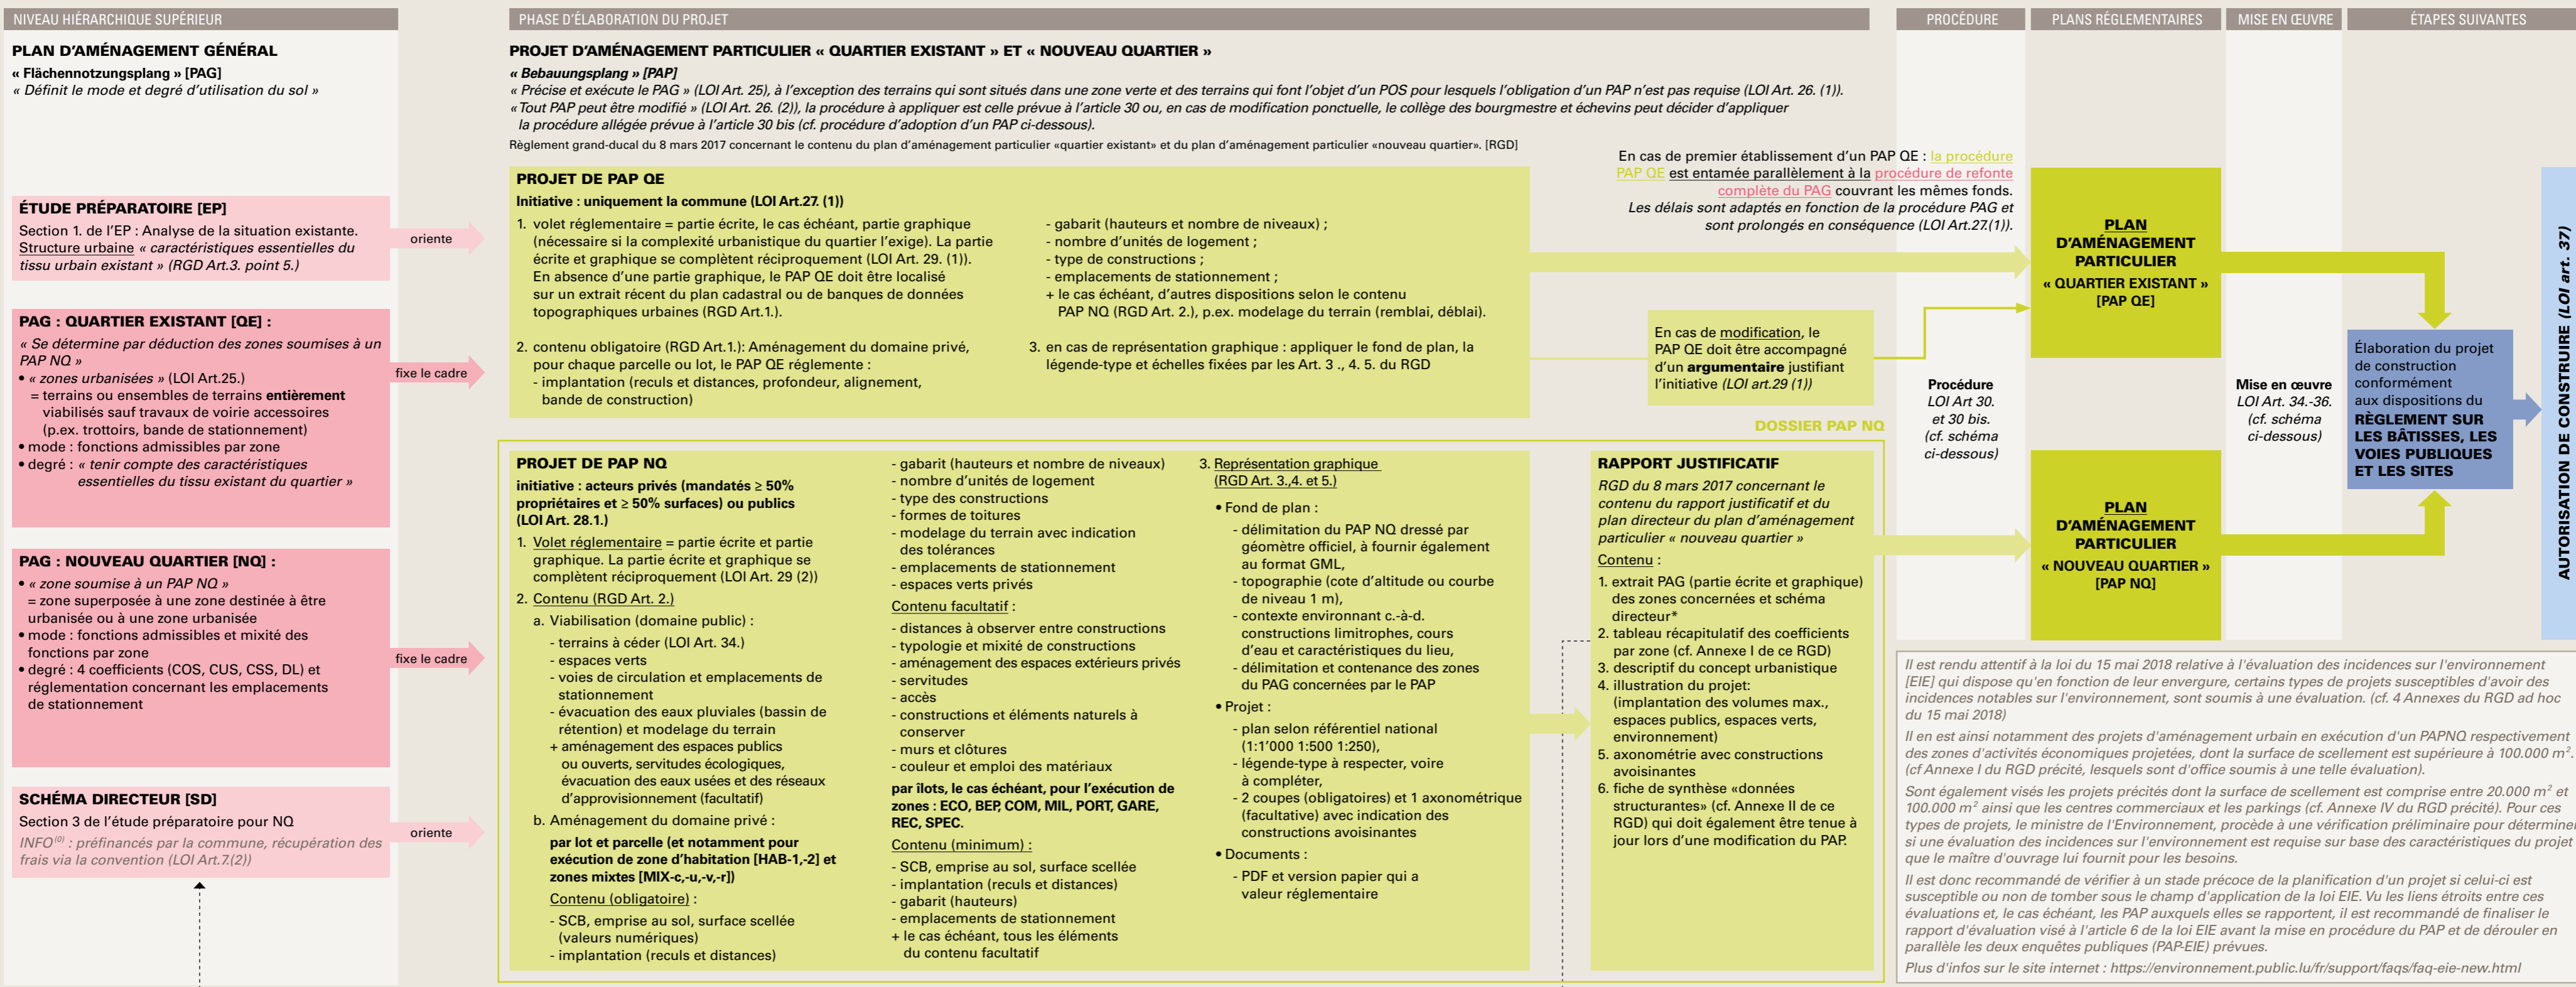 NIVEAU HIÉRARCHIQUE SUPÉRIEUR
PLAN D'AMÉNAGEMENT GÉNÉRAL
« Flächennotzungsplang » [PAG]
« Définit le mode et degré d'utilisation du sol »
ÉTUDE PRÉPARATOIRE [EP]
Section 1. de l'EP : Analyse de la situation existante.
Structure urbaine « caractéristiques essentielles du
tissu urbain existant » (RGD Art.3. point 5.)
oriente
PAG : QUARTIER EXISTANT [QE] :
« Se détermine par déduction des zones soumises à un
PAP NQ »
• « zones urbanisées » (LOI Art.25.)
= terrains ou ensembles de terrains entièrement
viabilisés sauf travaux de voirie accessoires
(p.ex. trottoirs, bande de stationnement)
• mode : fonctions admissibles par zone
• degré : « tenir compte des caractéristiques
essentielles du tissu existant du quartier »
fixe le cadre
PAG : NOUVEAU QUARTIER [NQ] :
• « zone soumise à un PAP NQ »
= zone superposée à une zone destinée à être
urbanisée ou à une zone urbanisée
• mode : fonctions admissibles et mixité des
fonctions par zone
• degré : 4 coefficients (COS, CUS, CSS, DL) et
réglementation concernant les emplacements
de stationnement
fixe le cadre
SCHÉMA DIRECTEUR [SD]
Section 3 de l'étude préparatoire pour NQ
INFO(0) : préfinancés par la commune, récupération des
frais via la convention (LOI Art.7.(2))
oriente
PHASE D'ÉLABORATION DU PROJET
PROJET D'AMÉNAGEMENT PARTICULIER « QUARTIER EXISTANT » ET « NOUVEAU QUARTIER »
« Bebauungsplang » [PAP]
« Précise et exécute le PAG » (LOI Art. 25), à l'exception des terrains qui sont situés dans une zone verte et des terrains qui font l'objet d'un POS pour lesquels l'obligation d'un PAP n'est pas requise (LOI Art. 26. (1)).
« Tout PAP peut être modifié » (LOI Art. 26. (2)), la procédure à appliquer est celle prévue à l'article 30 ou, en cas de modification ponctuelle, le collège des bourgmestre et échevins peut décider d'appliquer
la procédure allégée prévue à l'article 30 bis (cf. procédure d'adoption d'un PAP ci-dessous).
Règlement grand-ducal du 8 mars 2017 concernant le contenu du plan d'aménagement particulier «quartier existant» et du plan d'aménagement particulier «nouveau quartier». [RGD]
PROJET DE PAP QE
Initiative : uniquement la commune (LOI Art.27. (1))
1. volet réglementaire = partie écrite, le cas échéant, partie graphique
(nécessaire si la complexité urbanistique du quartier l'exige). La partie
écrite et graphique se complètent réciproquement (LOI Art. 29. (1)).
En absence d'une partie graphique, le PAP QE doit être localisé
sur un extrait récent du plan cadastral ou de banques de données
topographiques urbaines (RGD Art.1.).
2. contenu obligatoire (RGD Art.1.): Aménagement du domaine privé,
pour chaque parcelle ou lot, le PAP QE réglemente :
- implantation (reculs et distances, profondeur, alignement,
bande de construction)
- gabarit (hauteurs et nombre de niveaux) ;
- nombre d'unités de logement ;
- type de constructions ;
- emplacements de stationnement ;
+ le cas échéant, d'autres dispositions selon le contenu
PAP NQ (RGD Art. 2.), p.ex. modelage du terrain (remblai, déblai).
3. en cas de représentation graphique : appliquer le fond de plan, la
légende-type et échelles fixées par les Art. 3 ., 4. 5. du RGD
En cas de premier établissement d'un PAP QE : la procédure
PAP QE est entamée parallèlement à la procédure de refonte
complète du PAG couvrant les mêmes fonds.
Les délais sont adaptés en fonction de la procédure PAG et
sont prolongés en conséquence (LOI Art.27.(1)).
En cas de modification, le
PAP QE doit être accompagné
d'un argumentaire justifiant
l'initiative (LOI art.29 (1))
DOSSIER PAP NQ
PROJET DE PAP NQ
initiative : acteurs privés (mandatés ≥ 50%
propriétaires et ≥ 50% surfaces) ou publics
(LOI Art. 28.1.)
1. Volet réglementaire = partie écrite et partie
graphique. La partie écrite et graphique se
complètent réciproquement (LOI Art. 29 (2))
2. Contenu (RGD Art. 2.)
a. Viabilisation (domaine public) :
- terrains à céder (LOI Art. 34.)
- espaces verts
- voies de circulation et emplacements de
stationnement
- évacuation des eaux pluviales (bassin de
rétention) et modelage du terrain
+ aménagement des espaces publics
ou ouverts, servitudes écologiques,
évacuation des eaux usées et des réseaux
d'approvisionnement (facultatif)
b. Aménagement du domaine privé :
par lot et parcelle (et notamment pour
exécution de zone d'habitation [HAB-1,-2] et
zones mixtes [MIX-c,-u,-v,-r])
Contenu (obligatoire) :
- SCB, emprise au sol, surface scellée
(valeurs numériques)
- implantation (reculs et distances)
- gabarit (hauteurs et nombre de niveaux)
- nombre d'unités de logement
- type des constructions
- formes de toitures
- modelage du terrain avec indication
des tolérances
- emplacements de stationnement
- espaces verts privés
Contenu facultatif :
- distances à observer entre constructions
- typologie et mixité de constructions
- aménagement des espaces extérieurs privés
- servitudes
- accès
- constructions et éléments naturels à
conserver
- murs et clôtures
- couleur et emploi des matériaux
par îlots, le cas échéant, pour l'exécution de
zones : ECO, BEP, COM, MIL, PORT, GARE,
REC, SPEC.
Contenu (minimum) :
- SCB, emprise au sol, surface scellée
- implantation (reculs et distances)
- gabarit (hauteurs)
- emplacements de stationnement
+ le cas échéant, tous les éléments
du contenu facultatif
3. Représentation graphique
(RGD Art. 3.,4. et 5.)
• Fond de plan :
- délimitation du PAP NQ dressé par
géomètre officiel, à fournir également
au format GML,
- topographie (cote d'altitude ou courbe
de niveau 1 m),
- contexte environnant c.-à-d.
constructions limitrophes, cours
d'eau et caractéristiques du lieu,
- délimitation et contenance des zones
du PAG concernées par le PAP
• Projet :
- plan selon référentiel national
(1:1'000 1:500 1:250),
- légende-type à respecter, voire
à compléter,
- 2 coupes (obligatoires) et 1 axonométrique
(facultative) avec indication des
constructions avoisinantes
• Documents :
- PDF et version papier qui a
valeur réglementaire
RAPPORT JUSTIFICATIF
RGD du 8 mars 2017 concernant le
contenu du rapport justificatif et du
plan directeur du plan d'aménagement
particulier « nouveau quartier »
Contenu :
1. extrait PAG (partie écrite et graphique)
des zones concernées et schéma
directeur*
2. tableau récapitulatif des coefficients
par zone (cf. Annexe I de ce RGD)
3. descriptif du concept urbanistique
4. illustration du projet:
(implantation des volumes max.,
espaces publics, espaces verts,
environnement)
5. axonométrie avec constructions
avoisinantes
6. fiche de synthèse «données
structurantes» (cf. Annexe II de ce
RGD) qui doit également être tenue à
jour lors d'une modification du PAP.
PROCÉDURE
Procédure
LOI Art 30.
et 30 bis.
(cf. schéma
ci-dessous)
PLANS RÉGLEMENTAIRES
PLAN
D'AMÉNAGEMENT
PARTICULIER
« QUARTIER EXISTANT »
[PAP QE]
PLAN
D'AMÉNAGEMENT
PARTICULIER
« NOUVEAU QUARTIER »
[PAP NQ]
MISE EN ŒUVRE
Mise en œuvre
LOI Art. 34.-36.
(cf. schéma
ci-dessous)
ÉTAPES SUIVANTES
Élaboration du projet
de construction
conformément
aux dispositions du
RÈGLEMENT SUR
LES BÂTISSES, LES
VOIES PUBLIQUES
ET LES SITES
AUTORISATION DE CONSTRUIRE (LOI art. 37)
Il est rendu attentif à la loi du 15 mai 2018 relative à l'évaluation des incidences sur l'environnement
[EIE] qui dispose qu'en fonction de leur envergure, certains types de projets susceptibles d'avoir des
incidences notables sur l'environnement, sont soumis à une évaluation. (cf. 4 Annexes du RGD ad hoc
du 15 mai 2018)
Il en est ainsi notamment des projets d'aménagement urbain en exécution d'un PAPNQ respectivement
des zones d'activités économiques projetées, dont la surface de scellement est supérieure à 100.000 m².
(cf Annexe I du RGD précité, lesquels sont d'office soumis à une telle évaluation).
Sont également visés les projets précités dont la surface de scellement est comprise entre 20.000 m² et
100.000 m² ainsi que les centres commerciaux et les parkings (cf. Annexe IV du RGD précité). Pour ces
types de projets, le ministre de l'Environnement, procède à une vérification préliminaire pour déterminer
si une évaluation des incidences sur l'environnement est requise sur base des caractéristiques du projet
que le maître d'ouvrage lui fournit pour les besoins.
Il est donc recommandé de vérifier à un stade précoce de la planification d'un projet si celui-ci est
susceptible ou non de tomber sous le champ d'application de la loi EIE. Vu les liens étroits entre ces
évaluations et, le cas échéant, les PAP auxquels elles se rapportent, il est recommandé de finaliser le
rapport d'évaluation visé à l'article 6 de la loi EIE avant la mise en procédure du PAP et de dérouler en
parallèle les deux enquêtes publiques (PAP-EIE) prévues.
Plus d'infos sur le site internet : https://environnement.public.lu/fr/support/faqs/faq-eie-new.html